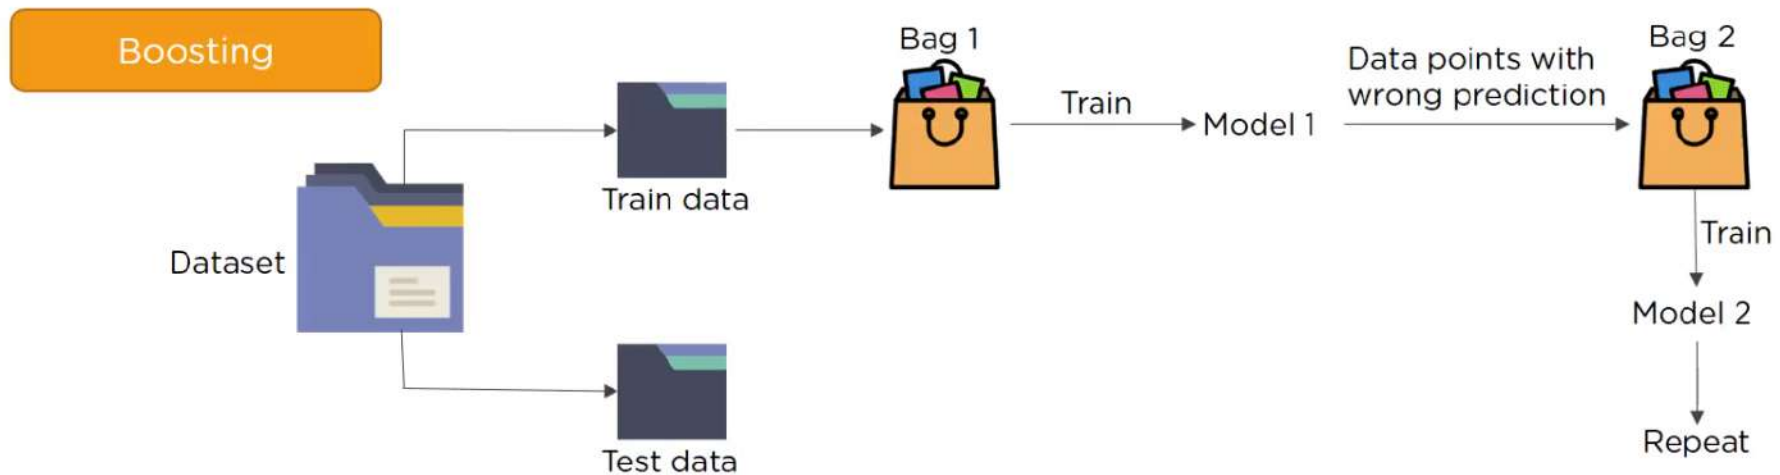 Boosting
Bag 1
Bag 2
Data points with
wrong prediction
Train
Model 1
Train data
Train
Dataset
Model 2
Repeat
Test data